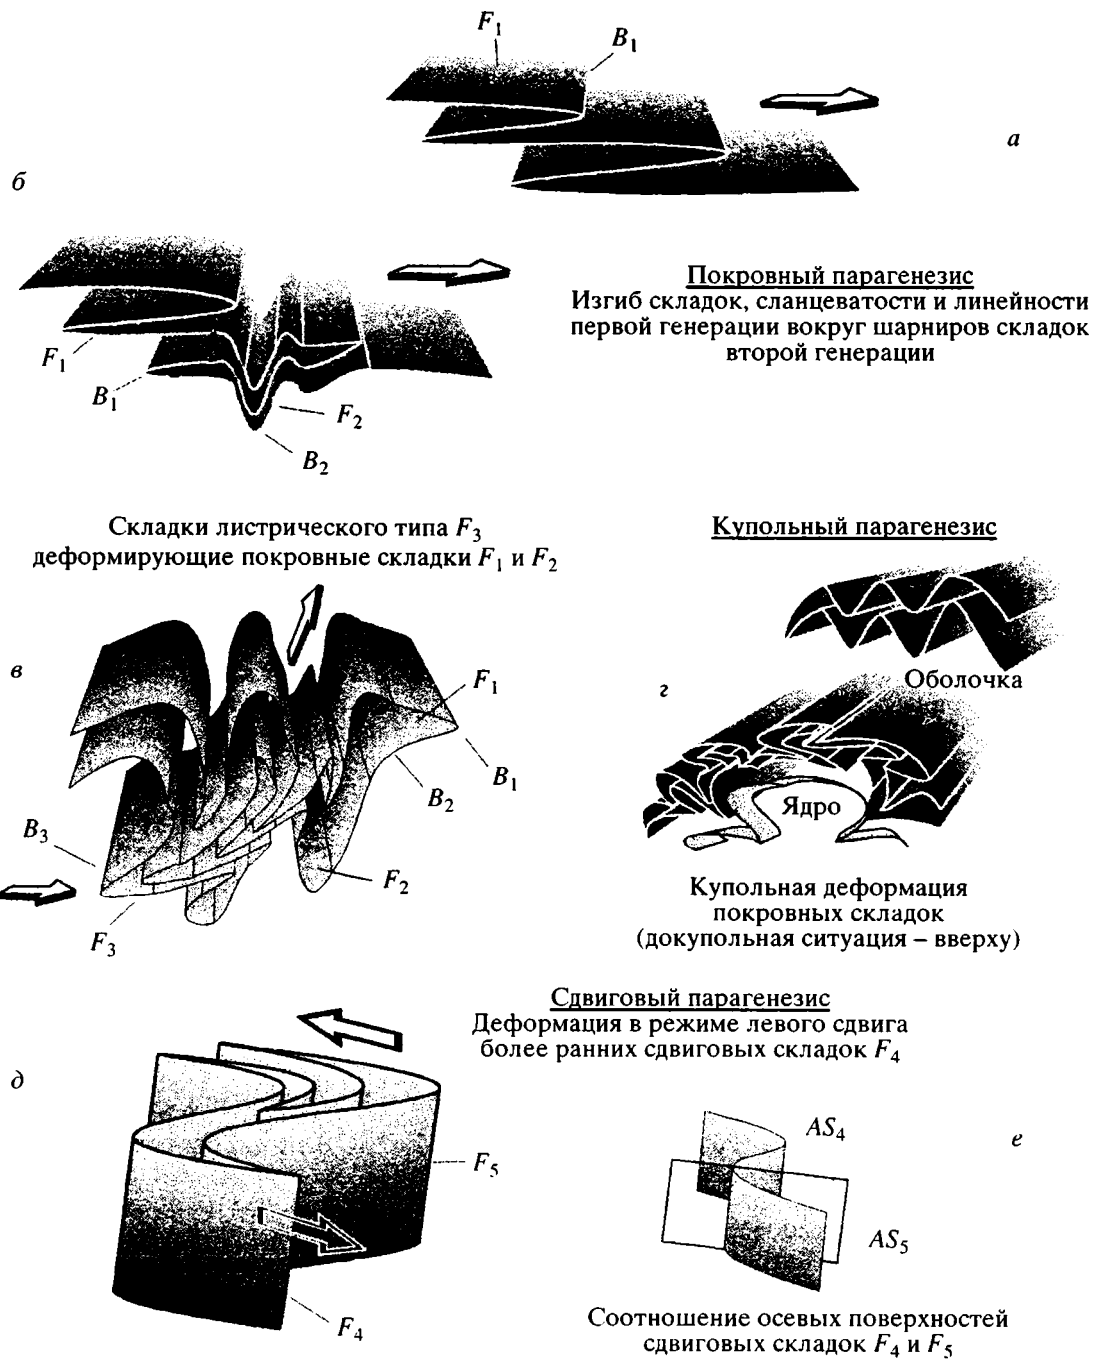 F₁
B₁
а
б
Покровный парагенезис
Изгиб складок, сланцеватости и линейности
первой генерации вокруг шарниров складок
второй генерации
F₁
B₁
F₂
B₂
Складки листрического типа F₃
деформирующие покровные складки F₁ и F₂
Купольный парагенезис
в
F₁
B₁
B₂
B₃
F₂
F₃
г
Оболочка
Ядро
Купольная деформация
покровных складок
(докупольная ситуация – вверху)
Сдвиговый парагенезис
Деформация в режиме левого сдвига
более ранних сдвиговых складок F₄
д
F₅
F₄
AS₄
е
AS₅
Соотношение осевых поверхностей
сдвиговых складок F₄ и F₅